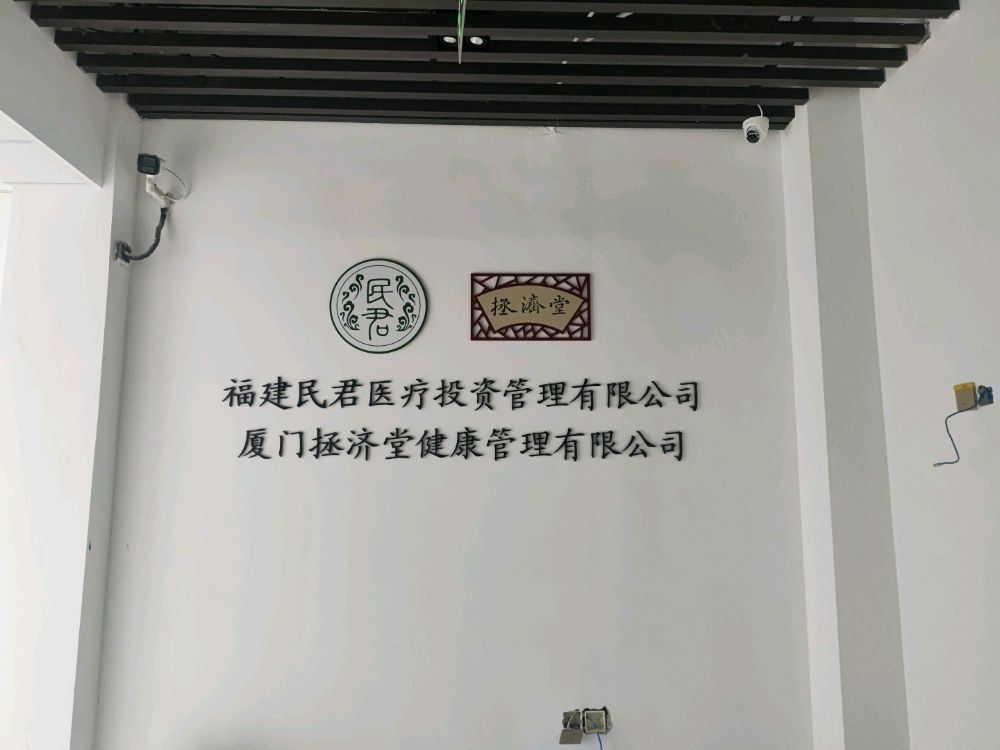 民君
拯濟堂
福建民君医疗投资管理有限公司
厦门拯济堂健康管理有限公司